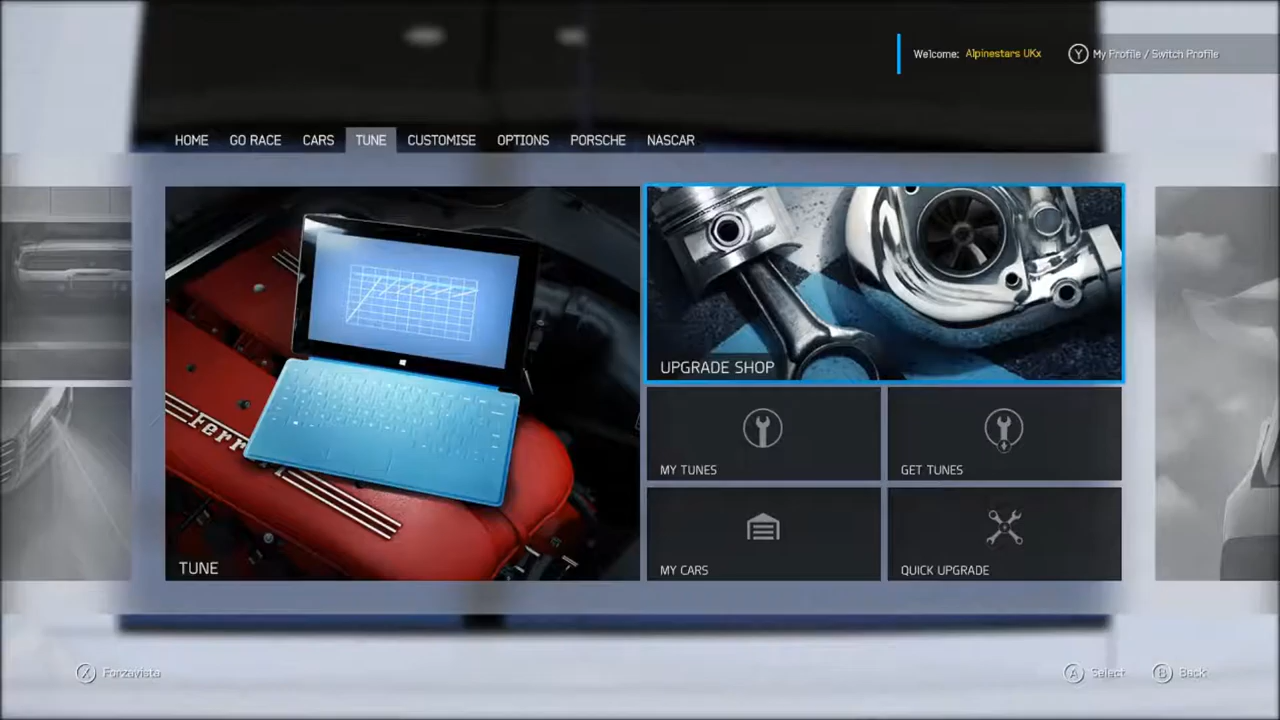 Welcome: Alpinestars UKx
Y My Profile / Switch Profile
HOME GO RACE CARS TUNE CUSTOMISE OPTIONS PORSCHE NASCAR
Ferr
TUNE
UPGRADE SHOP
MY TUNES
GET TUNES
MY CARS
QUICK UPGRADE
X Forzavista
A Select
B Back